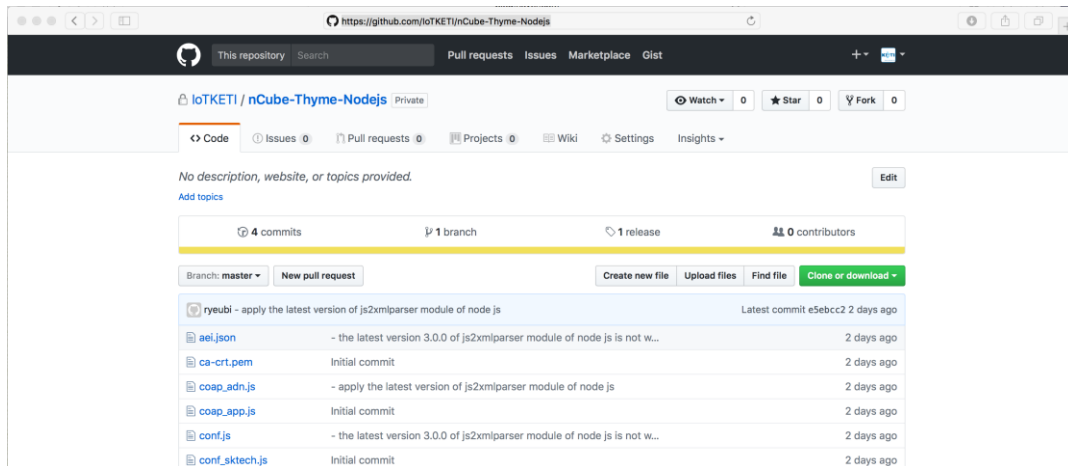 https://github.com/IoTKETI/nCube-Thyme-Nodejs
This repository Search Pull requests Issues Marketplace Gist
IoTKETI / nCube-Thyme-Nodejs Private Watch 0 Star 0 Fork 0
Code Issues 0 Pull requests 0 Projects 0 Wiki Settings Insights
No description, website, or topics provided. Edit
Add topics
4 commits 1 branch 1 release 0 contributors
Branch: master New pull request Create new file Upload files Find file Clone or download
ryeubi - apply the latest version of js2xmlparser module of node js Latest commit e5ebcc2 2 days ago
aei.json - the latest version 3.0.0 of js2xmlparser module of node js is not w... 2 days ago
ca-crt.pem Initial commit 2 days ago
coap_adn.js - apply the latest version of js2xmlparser module of node js 2 days ago
coap_app.js Initial commit 2 days ago
conf.js - the latest version 3.0.0 of js2xmlparser module of node js is not w... 2 days ago
conf_sktech.js Initial commit 2 days ago